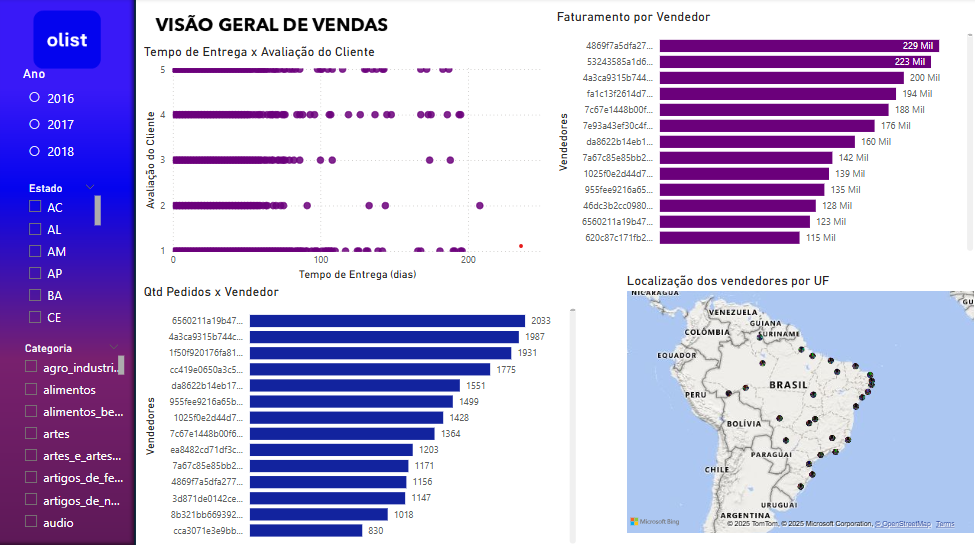 olist
Ano
2016
2017
2018
Estado
AC
AL
AM
AP
BA
CE
Categoria
agro_industri...
alimentos
alimentos_be...
artes
artes_e_artes...
artigos_de_fe...
artigos_de_n...
audio
VISÃO GERAL DE VENDAS
Tempo de Entrega x Avaliação do Cliente
Avaliação do Cliente
5
4
3
2
1
0
100
200
Tempo de Entrega (dias)
Faturamento por Vendedor
Vendedores
4869f7a5dfa27... 229 Mil
53243585a1d6... 223 Mil
4a3ca9315b744... 200 Mil
fa1c13f2614d7... 194 Mil
7c67e1448b00f... 188 Mil
7e93a43ef30c4f... 176 Mil
da8622b14eb1... 160 Mil
7a67c85e85bb2... 142 Mil
1025f0e2d44d7... 139 Mil
955fee9216a65... 135 Mil
46dc3b2cc0980... 128 Mil
6560211a19b47... 123 Mil
620c87c171fb2... 115 Mil
Qtd Pedidos x Vendedor
Vendedores
6560211a19b47... 2033
4a3ca9315b744c... 1987
1f50f920176fa81... 1931
cc419e0650a3c5... 1775
da8622b14eb17... 1551
955fee9216a65b... 1499
1025f0e2d44d7... 1428
7c67e1448b00f6... 1364
ea8482cd71df3c... 1203
7a67c85e85bb2... 1171
4869f7a5dfa277... 1156
3d871de0142ce... 1147
8b321bb669392... 1018
cca3071e3e9bb... 830
Localização dos vendedores por UF
NICARÁGUA
VENEZUELA
GUIANA
SURINAME
COLÔMBIA
GU
EQUADOR
PERU
BRASIL
BOLÍVIA
PARAGUAI
CHILE
URUGUAI
ARGENTINA
Microsoft Bing
© 2025 TomTom, © 2025 Microsoft Corporation, © OpenStreetMap Terms